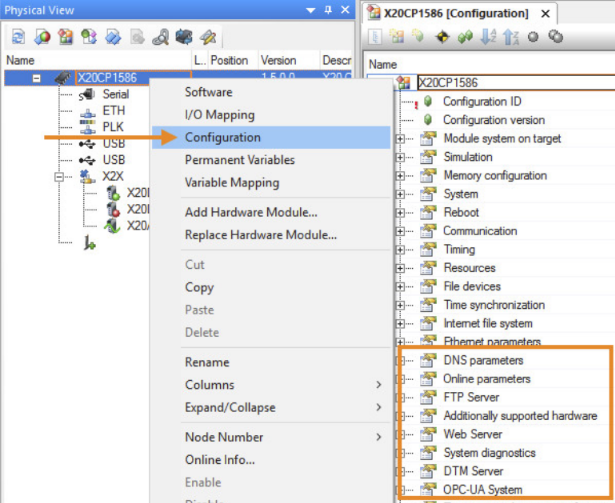 Physical View
Name L.. Position Version Descr
X20CP1586 1.5.0.0 X20 C
Serial
ETH
PLK
USB
USB
X2X
Software
I/O Mapping
Configuration
Permanent Variables
Variable Mapping
Add Hardware Module...
Replace Hardware Module...
Cut
Copy
Paste
Delete
Rename
Columns
Expand/Collapse
Node Number
Online Info...
Enable
X20CP1586 [Configuration]
Name
X20CP1586
Configuration ID
Configuration version
Module system on target
Simulation
Memory configuration
System
Reboot
Communication
Timing
Resources
File devices
Time synchronization
Internet file system
Ethernet parameters
DNS parameters
Online parameters
FTP Server
Additionally supported hardware
Web Server
System diagnostics
DTM Server
OPC-UA System